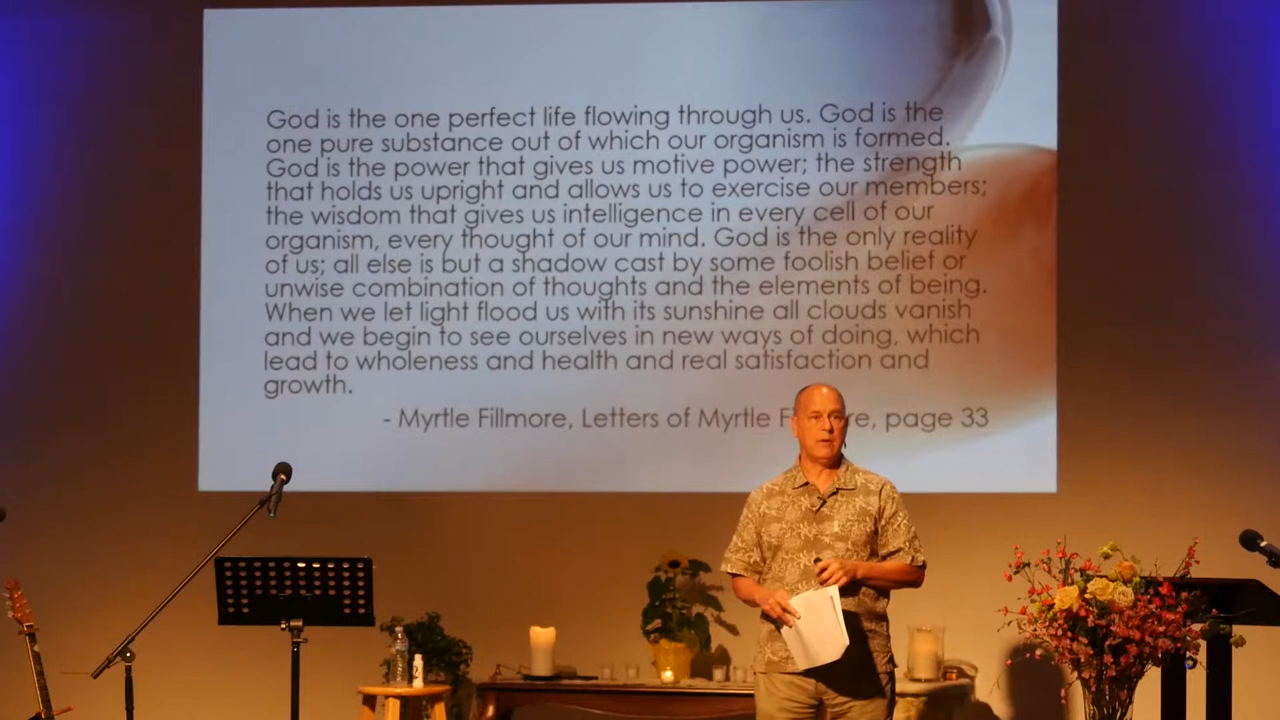 God is the one perfect life flowing through us. God is the
one pure substance out of which our organism is formed.
God is the power that gives us motive power; the strength
that holds us upright and allows us to exercise our members;
the wisdom that gives us intelligence in every cell of our
organism, every thought of our mind. God is the only reality
of us; all else is but a shadow cast by some foolish belief or
unwise combination of thoughts and the elements of being.
When we let light flood us with its sunshine all clouds vanish
and we begin to see ourselves in new ways of doing, which
lead to wholeness and health and real satisfaction and
growth.
- Myrtle Fillmore, Letters of Myrtle F re, page 33